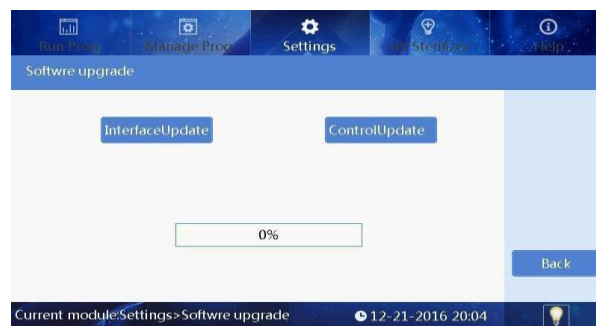 Run Prog Manage Prog Settings UV Sterilizer Help
Softwre upgrade
InterfaceUpdate ControlUpdate
0%
Back
Current module:Settings>Softwre upgrade 12-21-2016 20:04